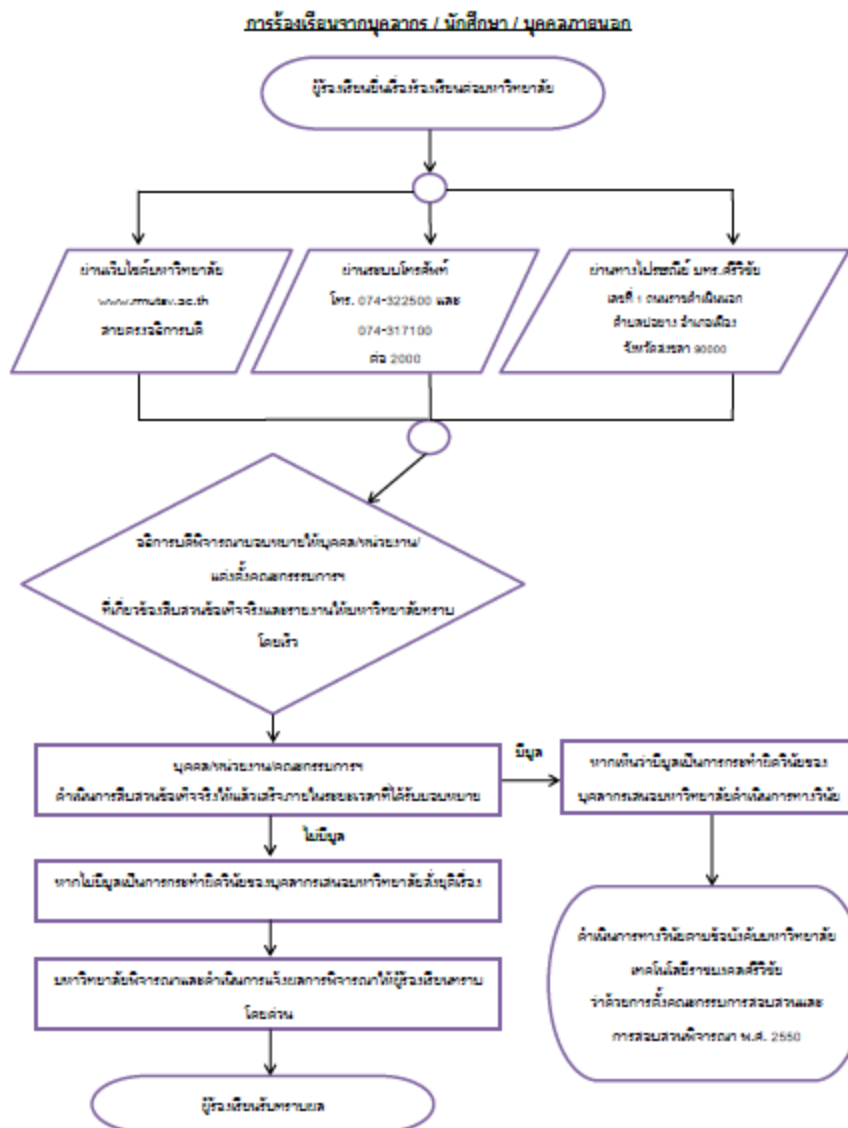 การร้องเรียนจากบุคลากร / นักศึกษา / บุคคลภายนอก
ผู้ร้องเรียนยื่นเรื่องร้องเรียนต่อมหาวิทยาลัย
ผ่านเว็บไซต์มหาวิทยาลัย
www.rmutsv.ac.th
สายตรงอธิการบดี
ผ่านระบบโทรศัพท์
โทร. 074-322500 และ
074-317100
ต่อ 2000
ผ่านทางไปรษณีย์ มทร.ศรีวิชัย
เลขที่ 1 ถนนราชดำเนินนอก
ตำบลบ่อยาง อำเภอเมือง
จังหวัดสงขลา 90000
อธิการบดีพิจารณามอบหมายให้บุคคล/หน่วยงาน/
แต่งตั้งคณะกรรมการฯ
ที่เกี่ยวข้องสืบสวนข้อเท็จจริงและรายงานให้มหาวิทยาลัยทราบ
โดยเร็ว
บุคคล/หน่วยงาน/คณะกรรมการฯ
ดำเนินการสืบสวนข้อเท็จจริงให้แล้วเสร็จภายในระยะเวลาที่ได้รับมอบหมาย
มีมูล
หากเห็นว่ามีมูลเป็นการกระทำผิดวินัยของ
บุคลากรเสนอมหาวิทยาลัยดำเนินการทางวินัย
ไม่มีมูล
หากไม่มีมูลเป็นการกระทำผิดวินัยของบุคลากรเสนอมหาวิทยาลัยสั่งยุติเรื่อง
ดำเนินการทางวินัยตามข้อบังคับมหาวิทยาลัย
เทคโนโลยีราชมงคลศรีวิชัย
ว่าด้วยการตั้งคณะกรรมการสอบสวนและ
การสอบสวนพิจารณา พ.ศ. 2550
มหาวิทยาลัยพิจารณาและดำเนินการแจ้งผลการพิจารณาให้ผู้ร้องเรียนทราบ
โดยด่วน
ผู้ร้องเรียนรับทราบผล